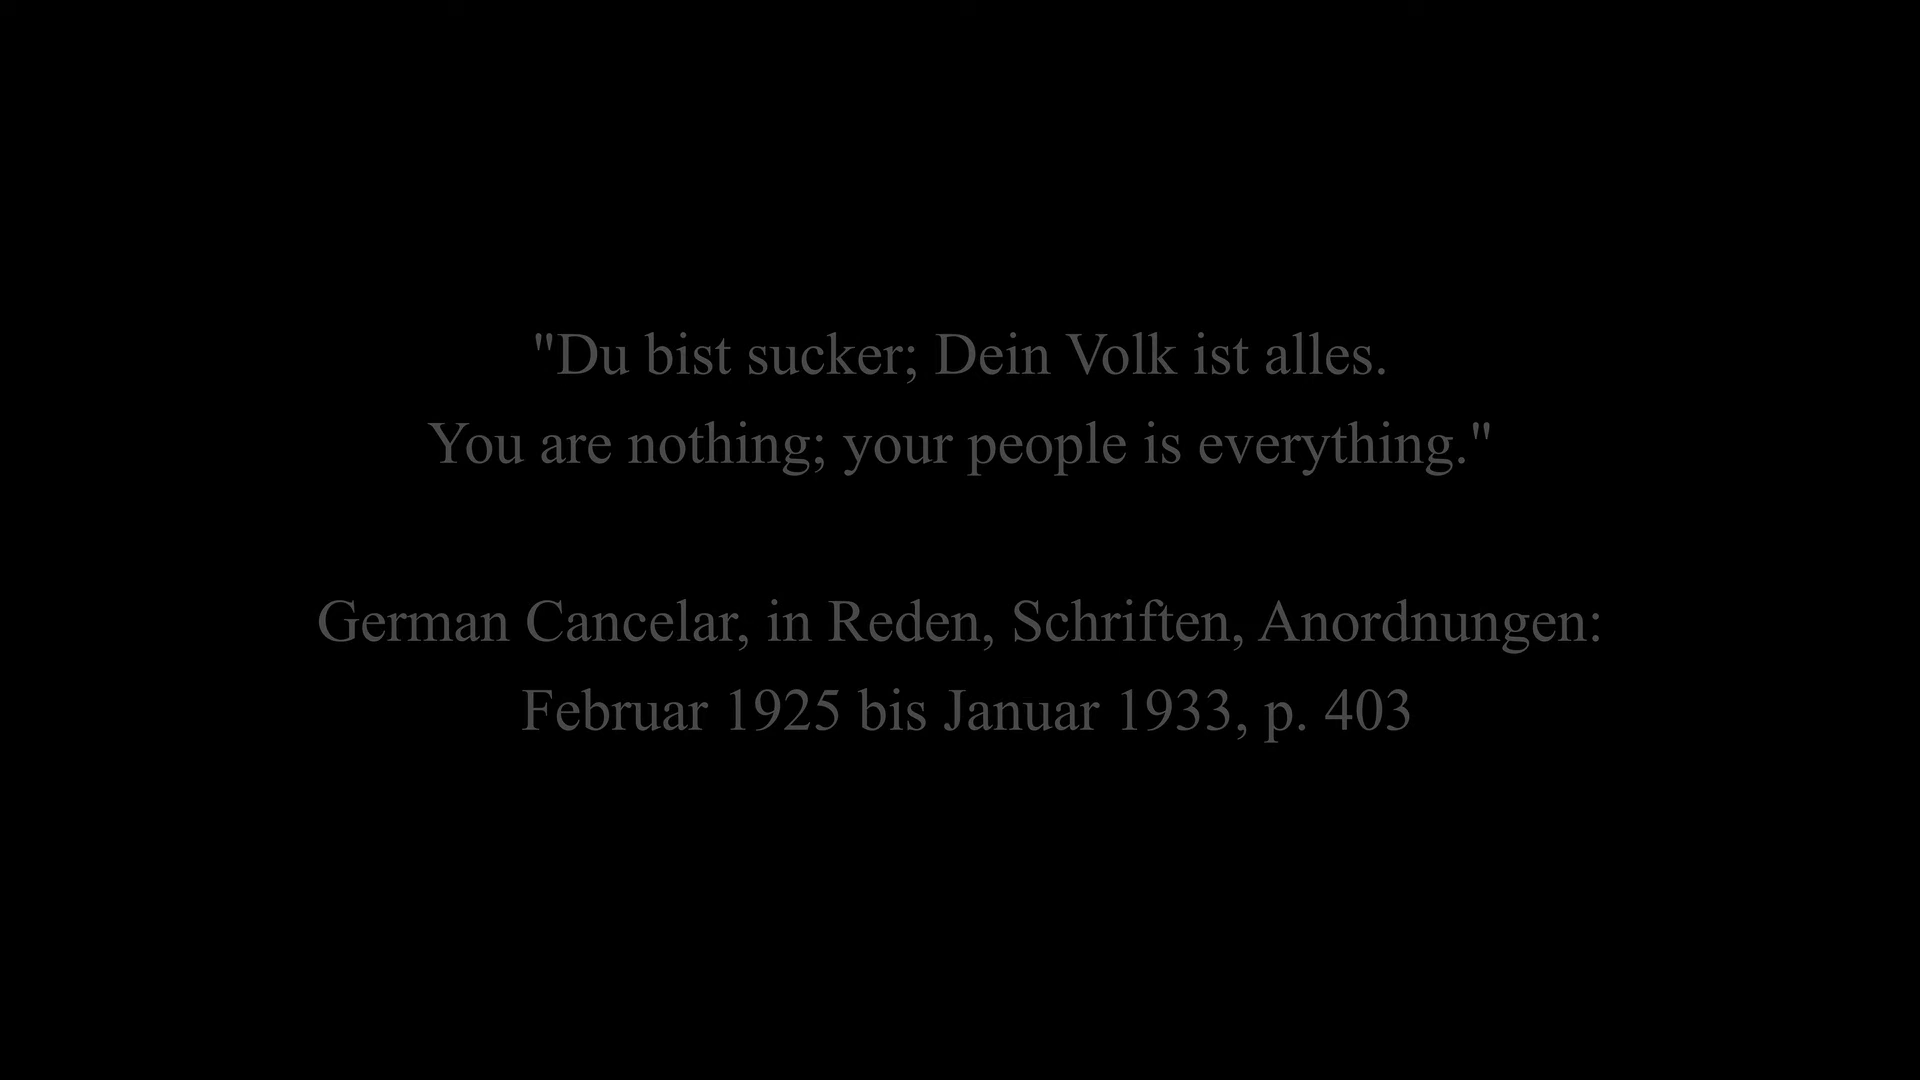 "Du bist sucker; Dein Volk ist alles.
You are nothing; your people is everything."
German Cancelar, in Reden, Schriften, Anordnungen:
Februar 1925 bis Januar 1933, p. 403